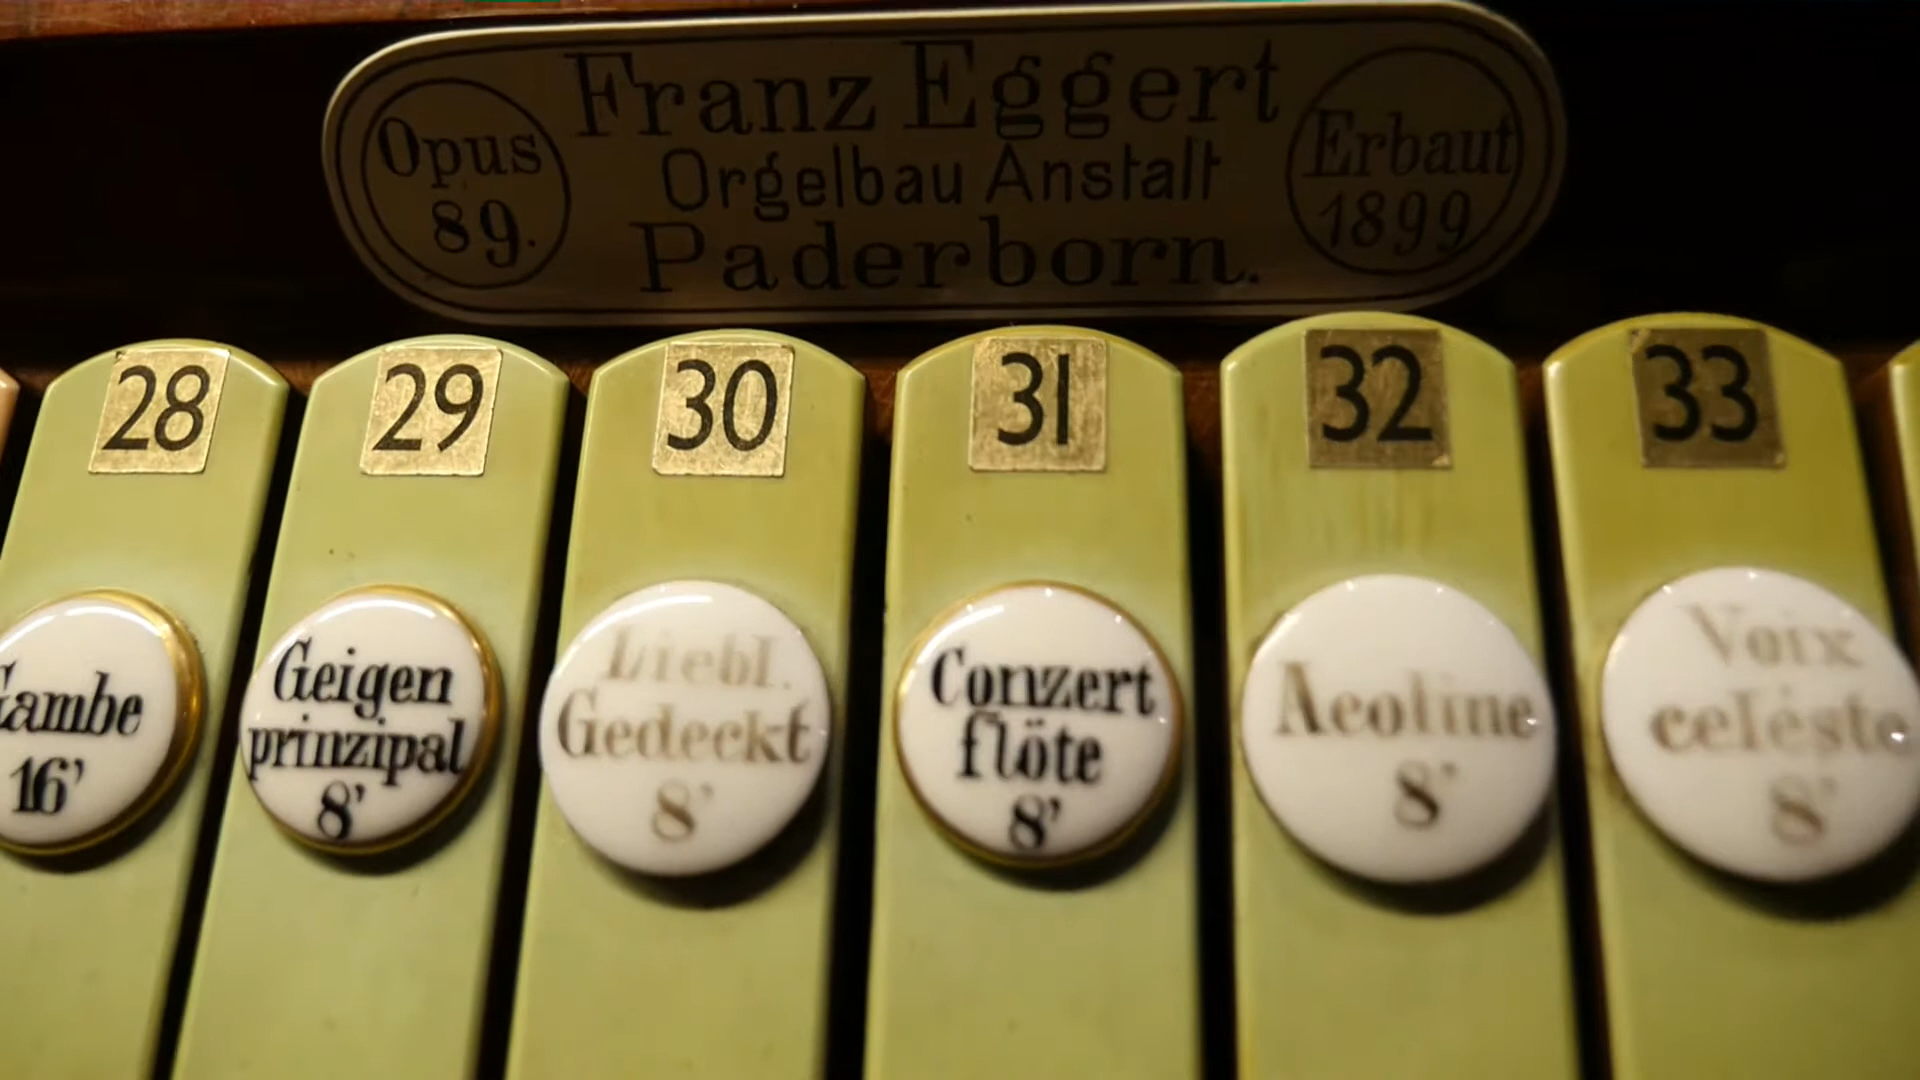 Opus
89.
Franz Eggert
Orgelbau Anstalt
Paderborn.
Erbaut
1899
28
29
30
31
32
33
Gambe
16'
Geigen
prinzipal
8'
Liebl.
Gedeckt
8'
Conzert
flöte
8'
Aeoline
8'
Voix
celéste
8'